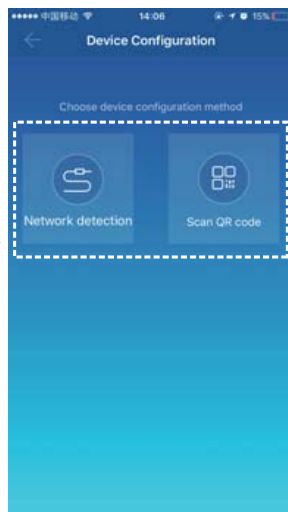 中国移动 14:06 15%
Device Configuration
Choose device configuration method
Network detection Scan QR code